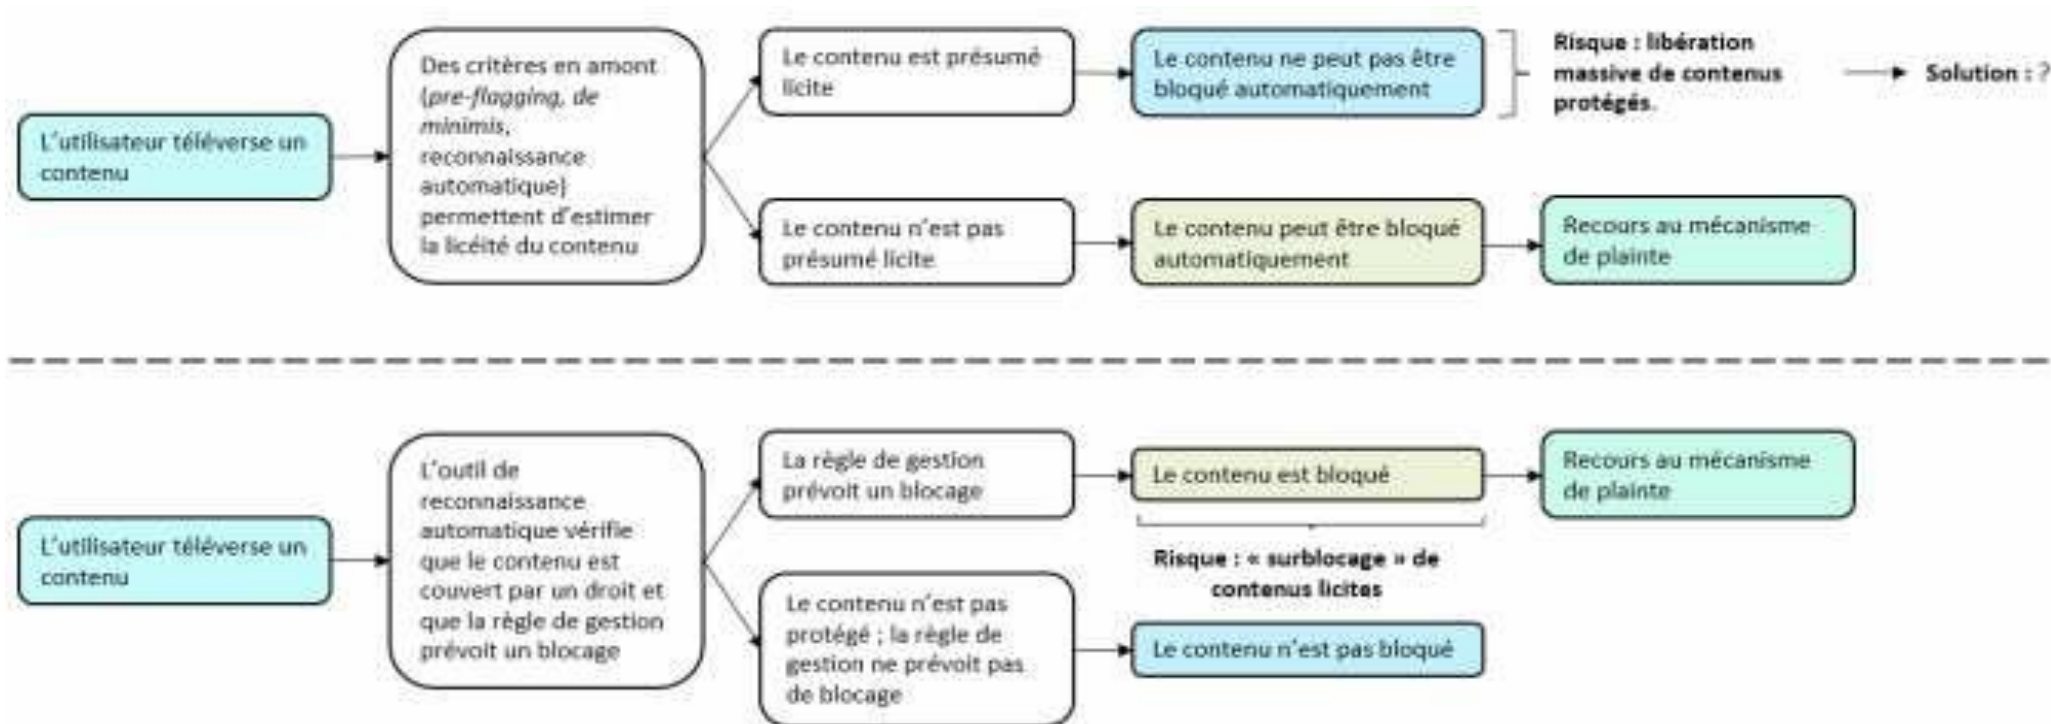 L'utilisateur téléverse un
contenu
Des critères en amont
(pre-flagging, de
minimis,
reconnaissance
automatique)
permettent d'estimer
la licéité du contenu
Le contenu est présumé
licite
Le contenu ne peut pas être
bloqué automatiquement
Risque : libération
massive de contenus
protégés.
Solution : ?
Le contenu n'est pas
présumé licite
Le contenu peut être bloqué
automatiquement
Recours au mécanisme
de plainte
L'utilisateur téléverse un
contenu
L'outil de
reconnaissance
automatique vérifie
que le contenu est
couvert par un droit et
que la règle de gestion
prévoit un blocage
La règle de gestion
prévoit un blocage
Le contenu est bloqué
Recours au mécanisme
de plainte
Risque : « surblocage » de
contenus licites
Le contenu n'est pas
protégé ; la règle de
gestion ne prévoit pas
de blocage
Le contenu n'est pas bloqué